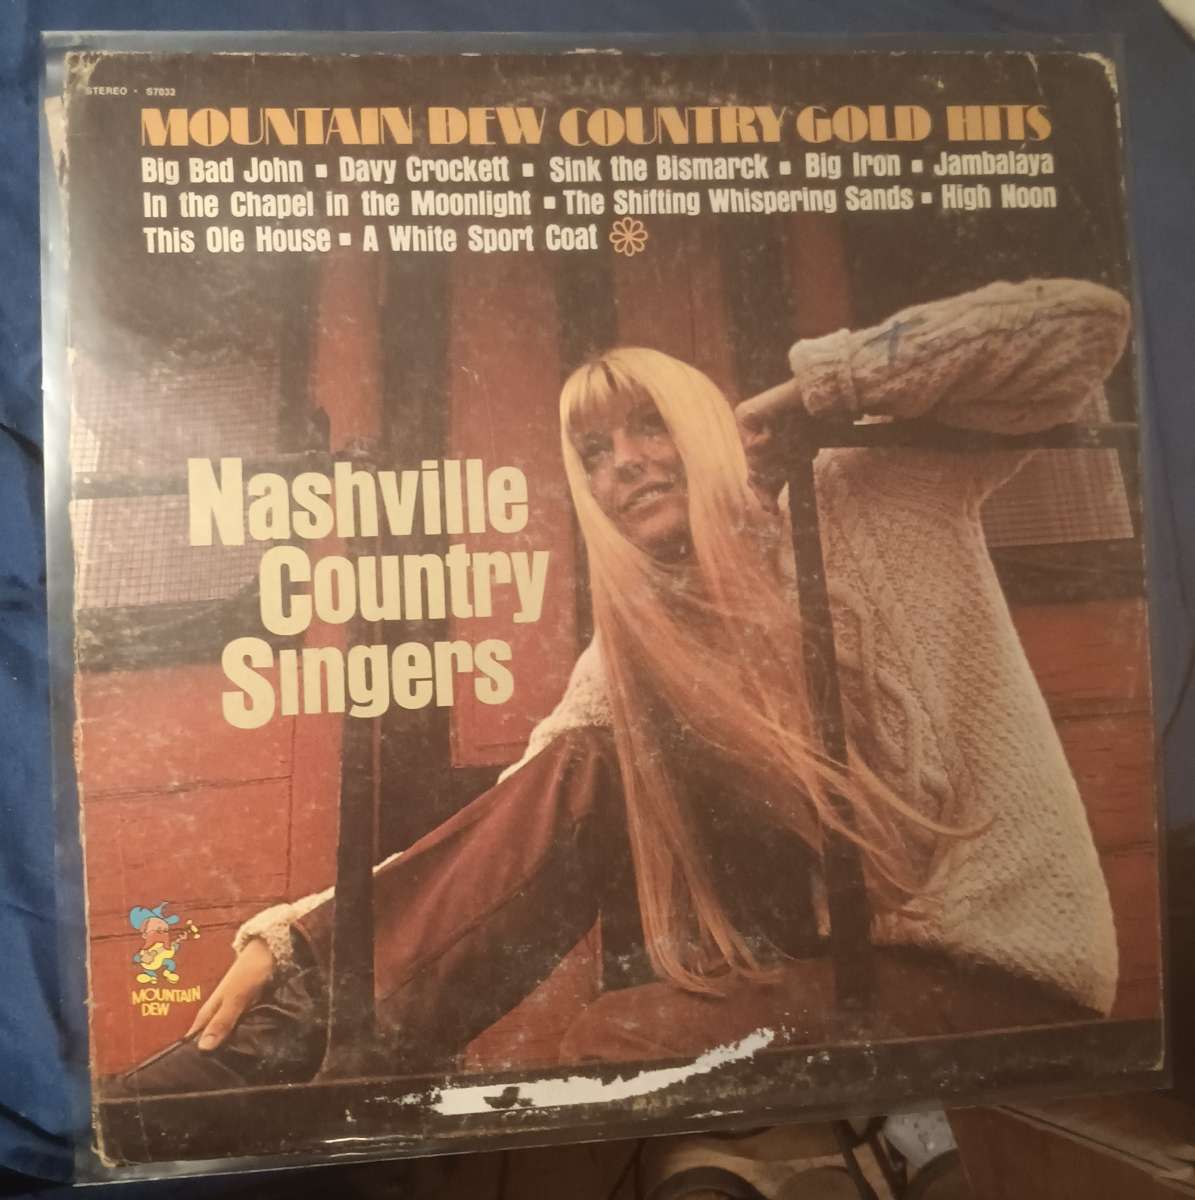 STEREO • S7032
MOUNTAIN DEW COUNTRY GOLD HITS
Big Bad John ▪ Davy Crockett ▪ Sink the Bismarck ▪ Big Iron ▪ Jambalaya
In the Chapel in the Moonlight ▪ The Shifting Whispering Sands ▪ High Noon
This Ole House ▪ A White Sport Coat
Nashville
Country
Singers
MOUNTAIN
DEW